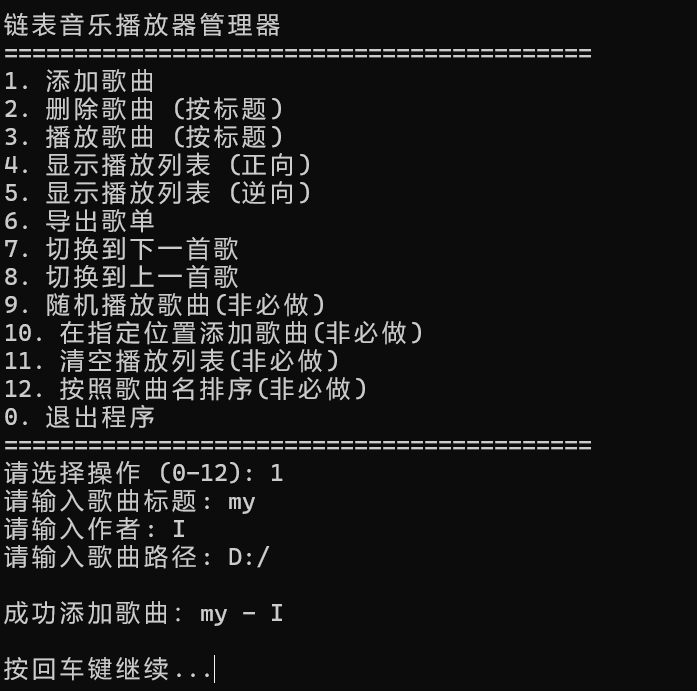 链表音乐播放器管理器
==========================================
1. 添加歌曲
2. 删除歌曲 (按标题)
3. 播放歌曲 (按标题)
4. 显示播放列表 (正向)
5. 显示播放列表 (逆向)
6. 导出歌单
7. 切换到下一首歌
8. 切换到上一首歌
9. 随机播放歌曲(非必做)
10. 在指定位置添加歌曲(非必做)
11. 清空播放列表(非必做)
12. 按照歌曲名排序(非必做)
0. 退出程序
==========================================
请选择操作 (0-12): 1
请输入歌曲标题: my
请输入作者: I
请输入歌曲路径: D:/
成功添加歌曲: my - I
按回车键继续...